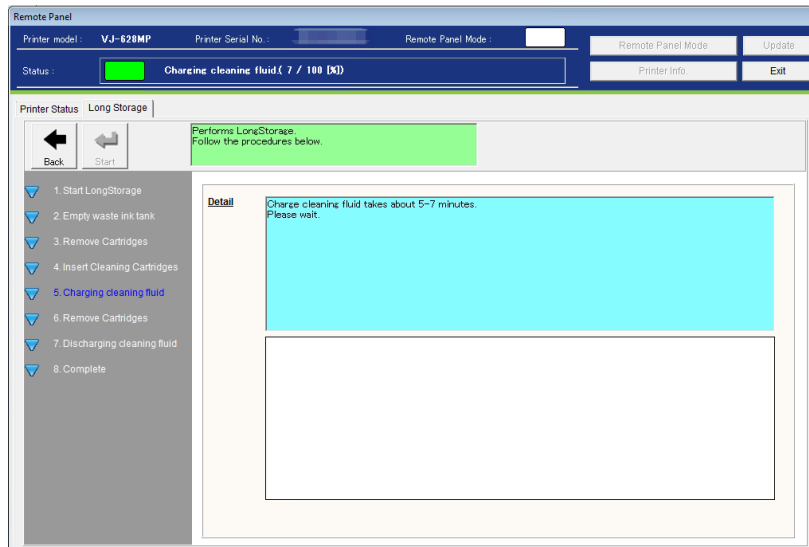 Remote Panel
Printer model : VJ-628MP Printer Serial No. : Remote Panel Mode :
Remote Panel Mode Update
Status : Charging cleaning fluid.( 7 / 100 [%])
Printer Info. Exit
Printer Status Long Storage
Performs LongStorage.
Follow the procedures below.
Back Start
1. Start LongStorage
2. Empty waste ink tank
3. Remove Cartridges
4. Insert Cleaning Cartridges
5. Charging cleaning fluid
6. Remove Cartridges
7. Discharging cleaning fluid
8. Complete
Detail
Charge cleaning fluid takes about 5-7 minutes.
Please wait.